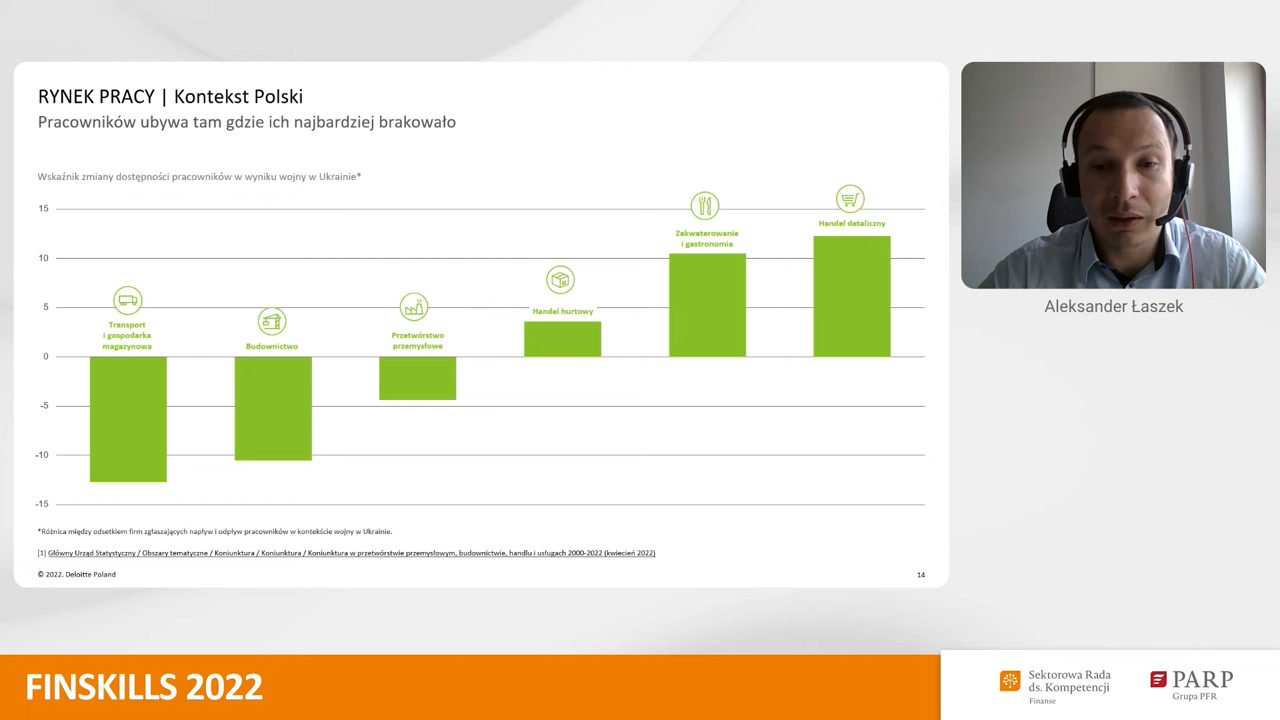 RYNEK PRACY | Kontekst Polski
Pracowników ubywa tam gdzie ich najbardziej brakowało
Wskaźnik zmiany dostępności pracowników w wyniku wojny w Ukrainie*
15
10
5
0
-5
-10
-15
Transport
i gospodarka
magazynowa
Budownictwo
Przetwórstwo
przemysłowe
Handel hurtowy
Zakwaterowanie
i gastronomia
Handel detaliczny
*Różnica między odsetkiem firm zgłaszających napływ i odpływ pracowników w kontekście wojny w Ukrainie.
[1] Główny Urząd Statystyczny / Obszary tematyczne / Koniunktura / Koniunktura / Koniunktura w przetwórstwie przemysłowym, budownictwie, handlu i usługach 2000-2022 (kwiecień 2022)
© 2022. Deloitte Poland
14
Aleksander Łaszek
FINSKILLS 2022
Sektorowa Rada
ds. Kompetencji
Finanse
PARP
Grupa PFR